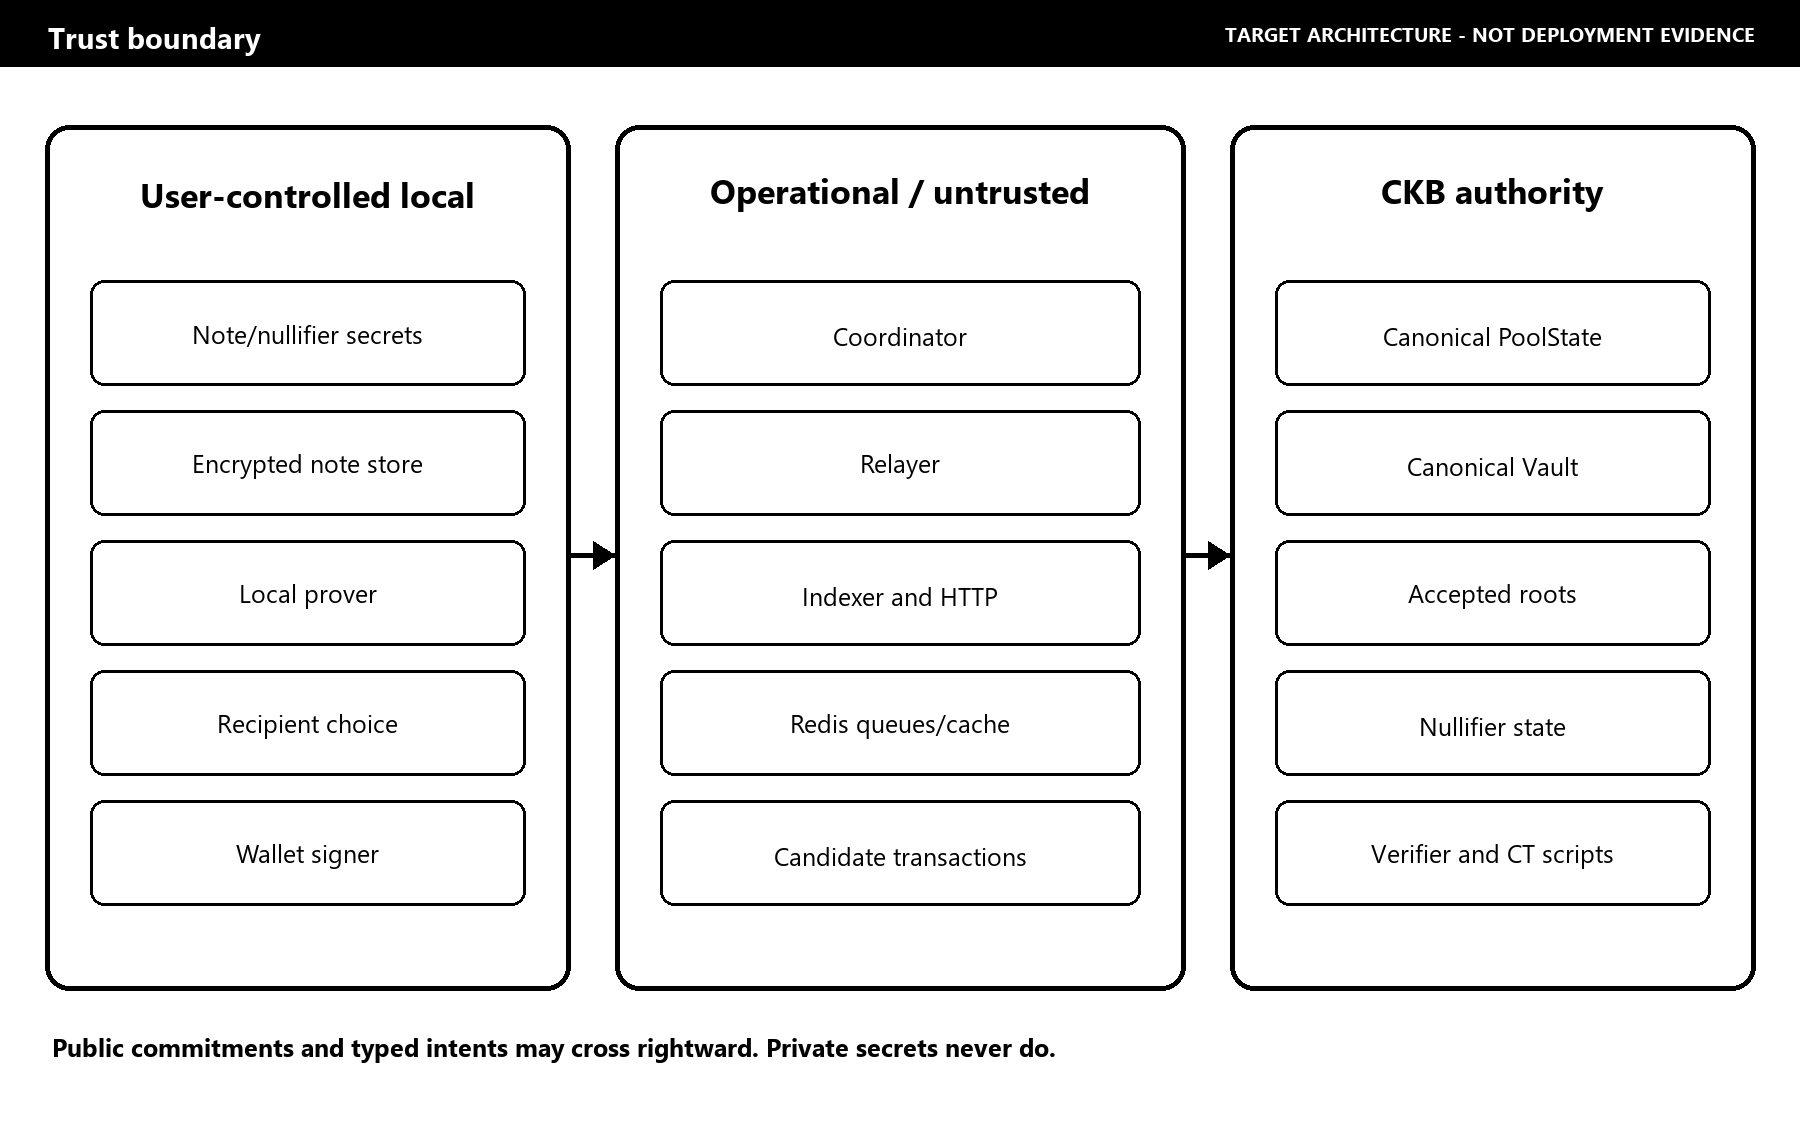 Trust boundary
TARGET ARCHITECTURE - NOT DEPLOYMENT EVIDENCE
User-controlled local
Note/nullifier secrets
Encrypted note store
Local prover
Recipient choice
Wallet signer
Operational / untrusted
Coordinator
Relayer
Indexer and HTTP
Redis queues/cache
Candidate transactions
CKB authority
Canonical PoolState
Canonical Vault
Accepted roots
Nullifier state
Verifier and CT scripts
Public commitments and typed intents may cross rightward. Private secrets never do.